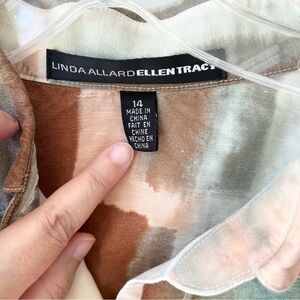 LINDA ALLARD ELLEN TRACY
14
MADE IN
CHINA
FAIT EN
CHINE
HECHO EN
CHINA